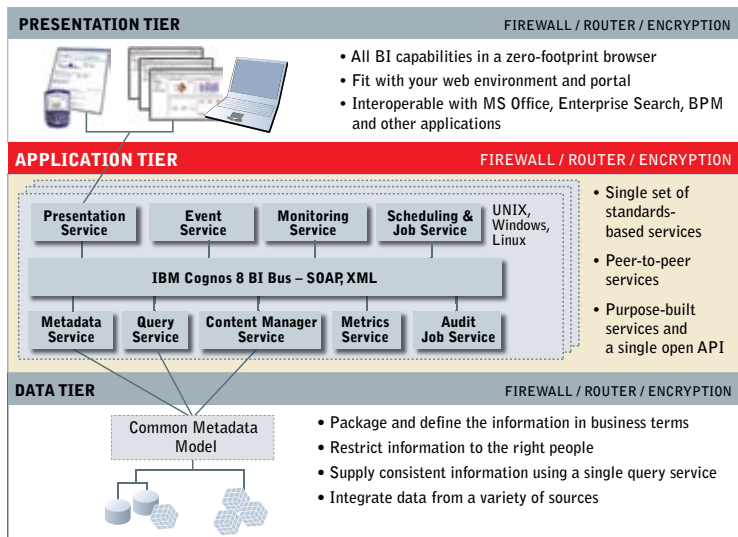 PRESENTATION TIER
FIREWALL / ROUTER / ENCRYPTION
• All BI capabilities in a zero-footprint browser
• Fit with your web environment and portal
• Interoperable with MS Office, Enterprise Search, BPM
and other applications
APPLICATION TIER
FIREWALL / ROUTER / ENCRYPTION
Presentation
Service
Event
Service
Monitoring
Service
Scheduling &
Job Service
UNIX,
Windows,
Linux
IBM Cognos 8 BI Bus – SOAP, XML
Metadata
Service
Query
Service
Content Manager
Service
Metrics
Service
Audit
Job Service
• Single set of
standards-
based services
• Peer-to-peer
services
• Purpose-built
services and
a single open API
DATA TIER
FIREWALL / ROUTER / ENCRYPTION
Common Metadata
Model
• Package and define the information in business terms
• Restrict information to the right people
• Supply consistent information using a single query service
• Integrate data from a variety of sources